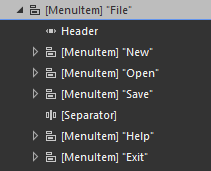 [MenuItem] "File"
Header
[MenuItem] "New"
[MenuItem] "Open"
[MenuItem] "Save"
[Separator]
[MenuItem] "Help"
[MenuItem] "Exit"